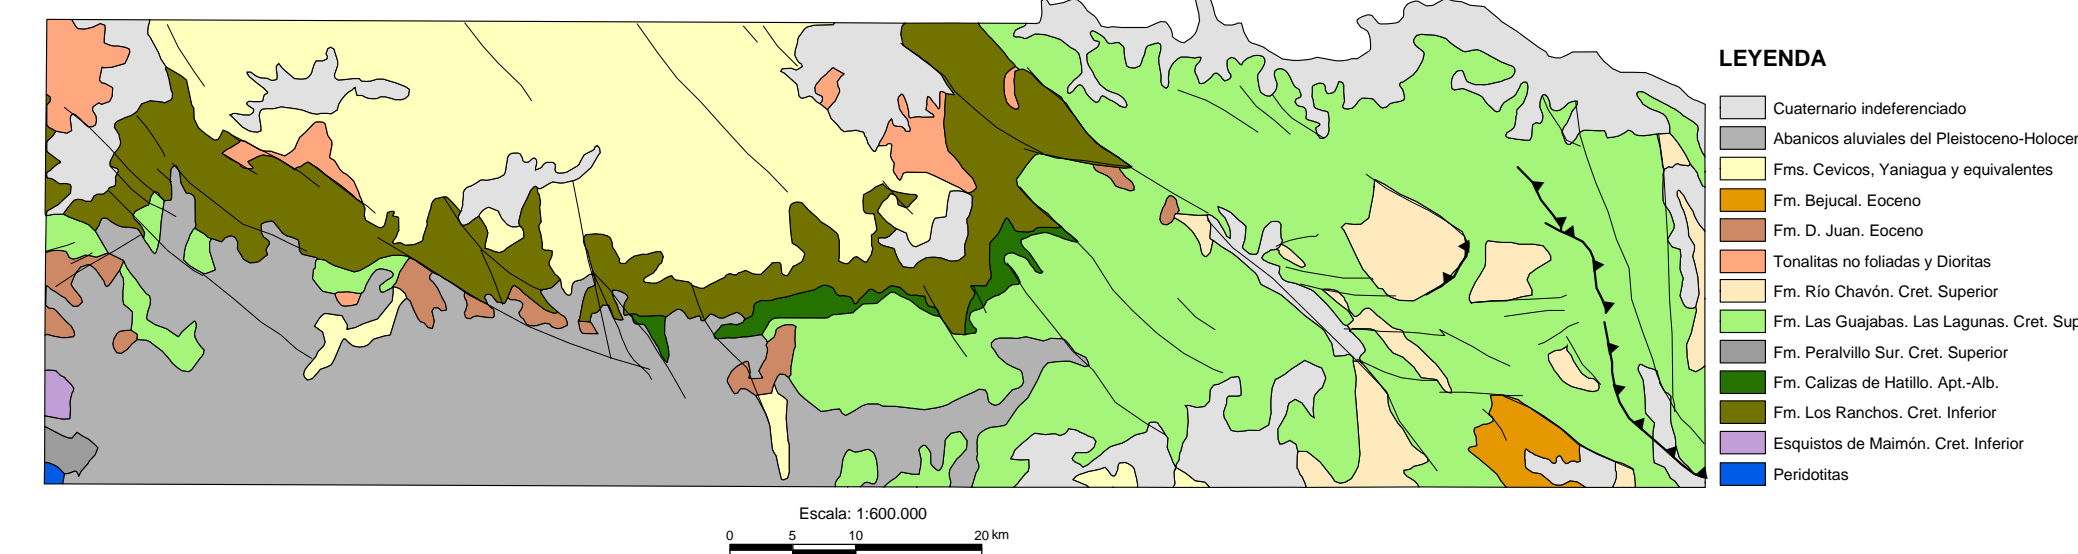 LEYENDA
Cuaternario indeferenciado
Abanicos aluviales del Pleistoceno-Holocer
Fms. Cevicos, Yaniagua y equivalentes
Fm. Bejucal. Eoceno
Fm. D. Juan. Eoceno
Tonalitas no foliadas y Dioritas
Fm. Río Chavón. Cret. Superior
Fm. Las Guajabas. Las Lagunas. Cret. Sup
Fm. Peralvillo Sur. Cret. Superior
Fm. Calizas de Hatillo. Apt.-Alb.
Fm. Los Ranchos. Cret. Inferior
Esquistos de Maimón. Cret. Inferior
Peridotitas
Escala: 1:600.000
0 5 10 20 km